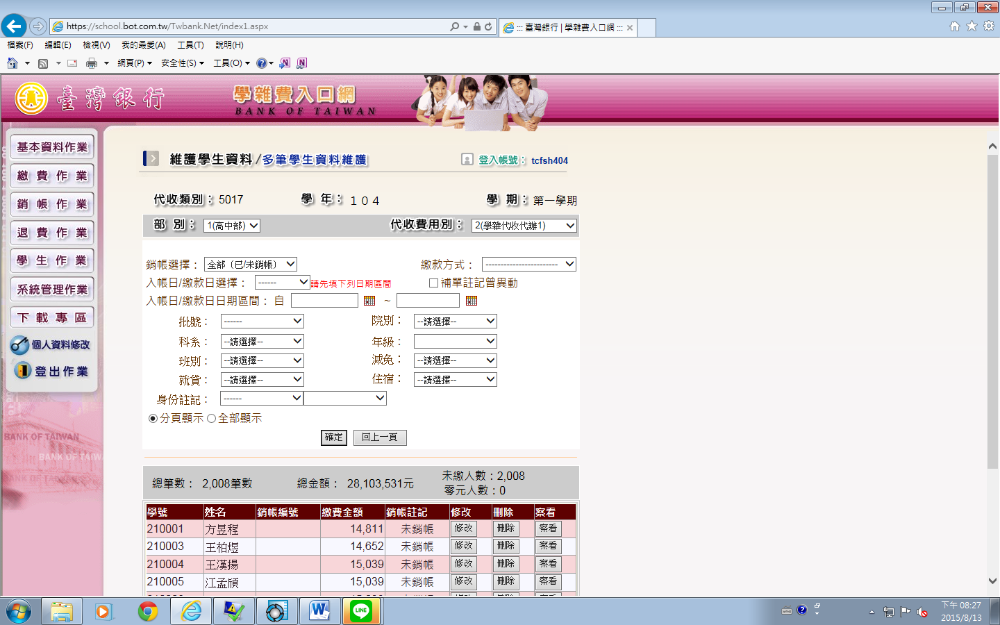 https://school.bot.com.tw/Twbank.Net/index1.aspx
::: 臺灣銀行 | 學雜費入口網 :::
檔案(F) 編輯(E) 檢視(V) 我的最愛(A) 工具(T) 說明(H)
網頁(P) 安全性(S) 工具(O)
臺灣銀行
學雜費入口網
BANK OF TAIWAN
基本資料作業
繳費作業
銷帳作業
退費作業
學生作業
系統管理作業
下載專區
個人資料修改
登出作業
BANK OF TAIWAN
BANK OF TAIW
維護學生資料/多筆學生資料維護 登入帳號： tcfsh404
代收類別： 5017 學 年： １０４ 學 期： 第一學期
部 別： 1(高中部) 代收費用別： 2(學雜代收代辦1)
銷帳選擇： 全部（已/未銷帳） 繳款方式： ------------------------
入帳日/繳款日選擇： ------ 請先填下列日期區間 補單註記曾異動
入帳日/繳款日日期區間： 自 ~
批號： ------ 院別： --請選擇--
科系： --請選擇-- 年級：
班別： --請選擇-- 減免： --請選擇--
就貸： --請選擇-- 住宿： --請選擇--
身份註記： ------
分頁顯示 全部顯示
確定 回上一頁
總筆數： 2,008筆數 總金額： 28,103,531元 未繳人數：2,008
零元人數：0
學號 姓名 銷帳編號 繳費金額 銷帳註記 修改 刪除 察看
210001 方昱程 14,811 未銷帳 修改 刪除 察看
210003 王柏煜 14,652 未銷帳 修改 刪除 察看
210004 王漢揚 15,039 未銷帳 修改 刪除 察看
210005 江孟頎 15,039 未銷帳 修改 刪除 察看
LINE
下午 08:27
2015/8/13